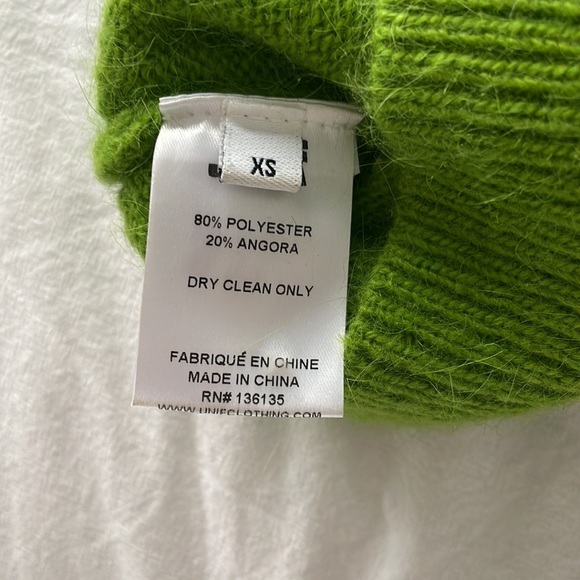 XS
80% POLYESTER
20% ANGORA
DRY CLEAN ONLY
FABRIQUÉ EN CHINE
MADE IN CHINA
RN# 136135
WWW.UNIFCLOTHING.COM